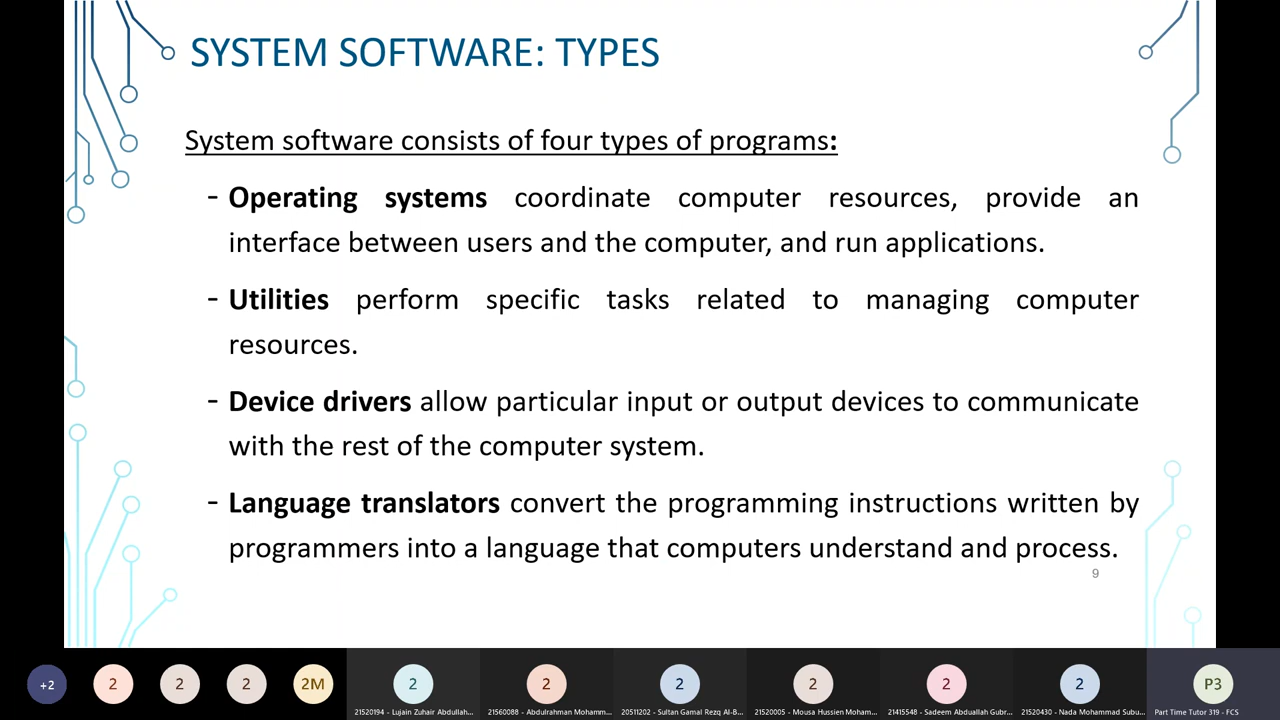 SYSTEM SOFTWARE: TYPES
System software consists of four types of programs:
- Operating systems coordinate computer resources, provide an
interface between users and the computer, and run applications.
- Utilities perform specific tasks related to managing computer
resources.
- Device drivers allow particular input or output devices to communicate
with the rest of the computer system.
- Language translators convert the programming instructions written by
programmers into a language that computers understand and process.
9
+2 2 2 2 2M 2 2 2 2 2 2 P3
21520194 - Lujain Zuhair Abdullah... 21560088 - Abdulrahman Mohamm... 20511202 - Sultan Gamal Rezq Al-B... 21520005 - Mousa Hussien Moham... 21415548 - Sadeem Abduallah Gubr... 21520430 - Nada Mohammad Subu... Part Time Tutor 319 - FCS